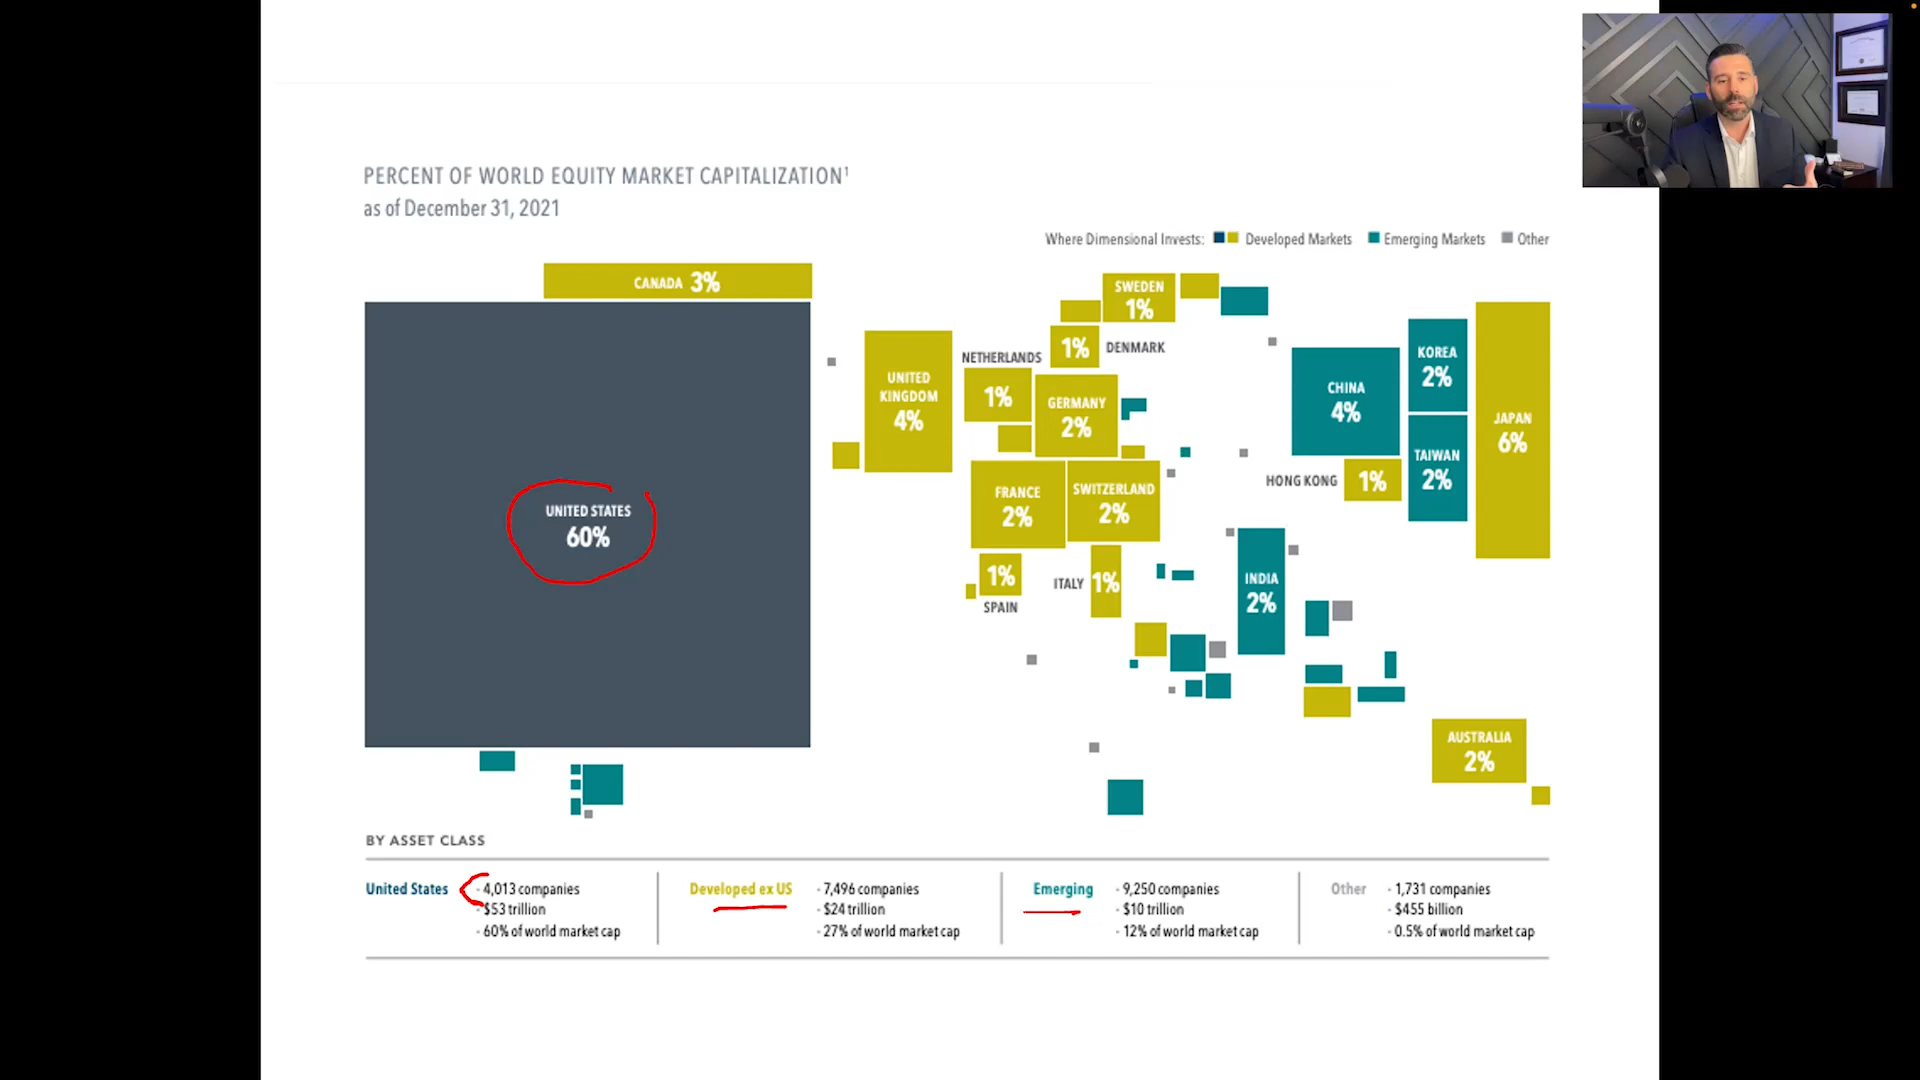 PERCENT OF WORLD EQUITY MARKET CAPITALIZATION¹
as of December 31, 2021
Where Dimensional Invests: Developed Markets Emerging Markets Other
CANADA 3%
UNITED STATES
60%
UNITED
KINGDOM
4%
SWEDEN
1%
1% DENMARK
NETHERLANDS
1%
GERMANY
2%
FRANCE
2%
SWITZERLAND
2%
1%
SPAIN
ITALY 1%
CHINA
4%
HONG KONG 1%
KOREA
2%
TAIWAN
2%
JAPAN
6%
INDIA
2%
AUSTRALIA
2%
BY ASSET CLASS
United States
- 4,013 companies
- $53 trillion
- 60% of world market cap
Developed ex US
- 7,496 companies
- $24 trillion
- 27% of world market cap
Emerging
- 9,250 companies
- $10 trillion
- 12% of world market cap
Other
- 1,731 companies
- $455 billion
- 0.5% of world market cap